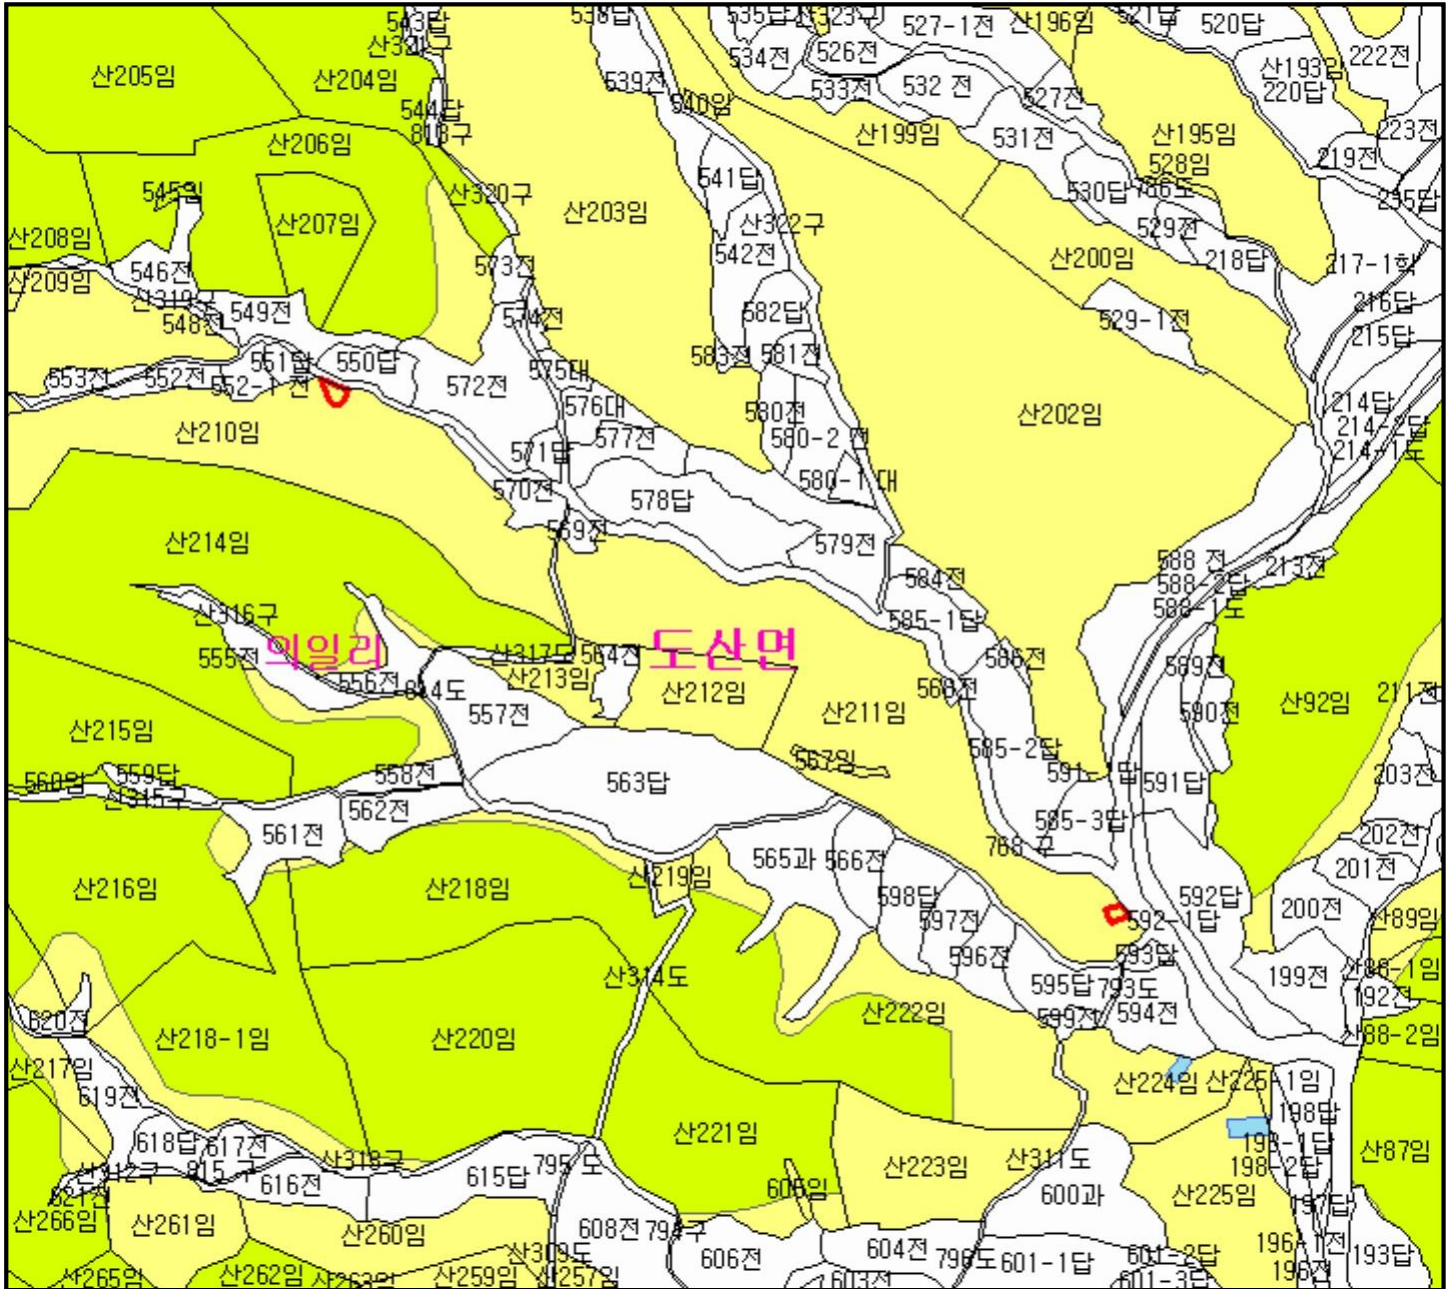 543답
538답
535답
산323구
527-1전
산196임
521답
520답
산321구
534전
526전
222전
산205임
산204임
539전
533전
532 전
527전
산193임
220답
544답
813구
540임
산199임
531전
산195임
223전
산206임
528임
219전
545임
산320구
541답
530답
786도
235답
산208임
산207임
산203임
산322구
529전
546전
573전
542전
산200임
218답
217-1학
산209임
산319구
549전
582답
216답
548전
574전
529-1전
215답
551답
550답
583전
581전
553전
552전
552-1 전
572전
575대
214답
576대
580전
산202임
214-2답
산210임
577전
580-2 전
214-1도
571답
580-1 대
570전
578답
569전
579전
산214임
588 전
213전
584전
588-2답
산316구
585-1답
588-1도
의일리
도산면
555전
산317도
564전
586전
589전
556전
814도
산213임
산212임
568전
산92임
211전
557전
산211임
590전
산215임
585-2답
567임
560임
559답
558전
563답
591답
203전
산315구
562전
585-3답
561전
768 구
202전
565과
566전
201전
산216임
산218임
산219임
598답
592답
200전
597전
592-1답
산89임
596전
593답
산314도
595답
793도
199전
산88-1임
192전
620전
산222임
599전
594전
산218-1임
산220임
산88-2임
산217임
산224임
산225-1임
619전
198답
618답
617전
산221임
198-1답
산87임
산312구
815 구
산313구
615답
795 도
산223임
산311도
198-2답
621전
616전
605임
600과
산225임
197답
산266임
산261임
산260임
608전
794구
606전
604전
796도
601-1답
601-2답
196-1전
193답
산309도
산265임
산262임
산263임
산259임
산257임
603전
601-3답
196전